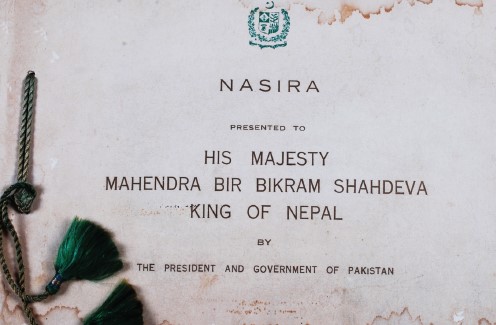 NASIRA
PRESENTED TO
HIS MAJESTY
MAHENDRA BIR BIKRAM SHAHDEVA
KING OF NEPAL
BY
THE PRESIDENT AND GOVERNMENT OF PAKISTAN